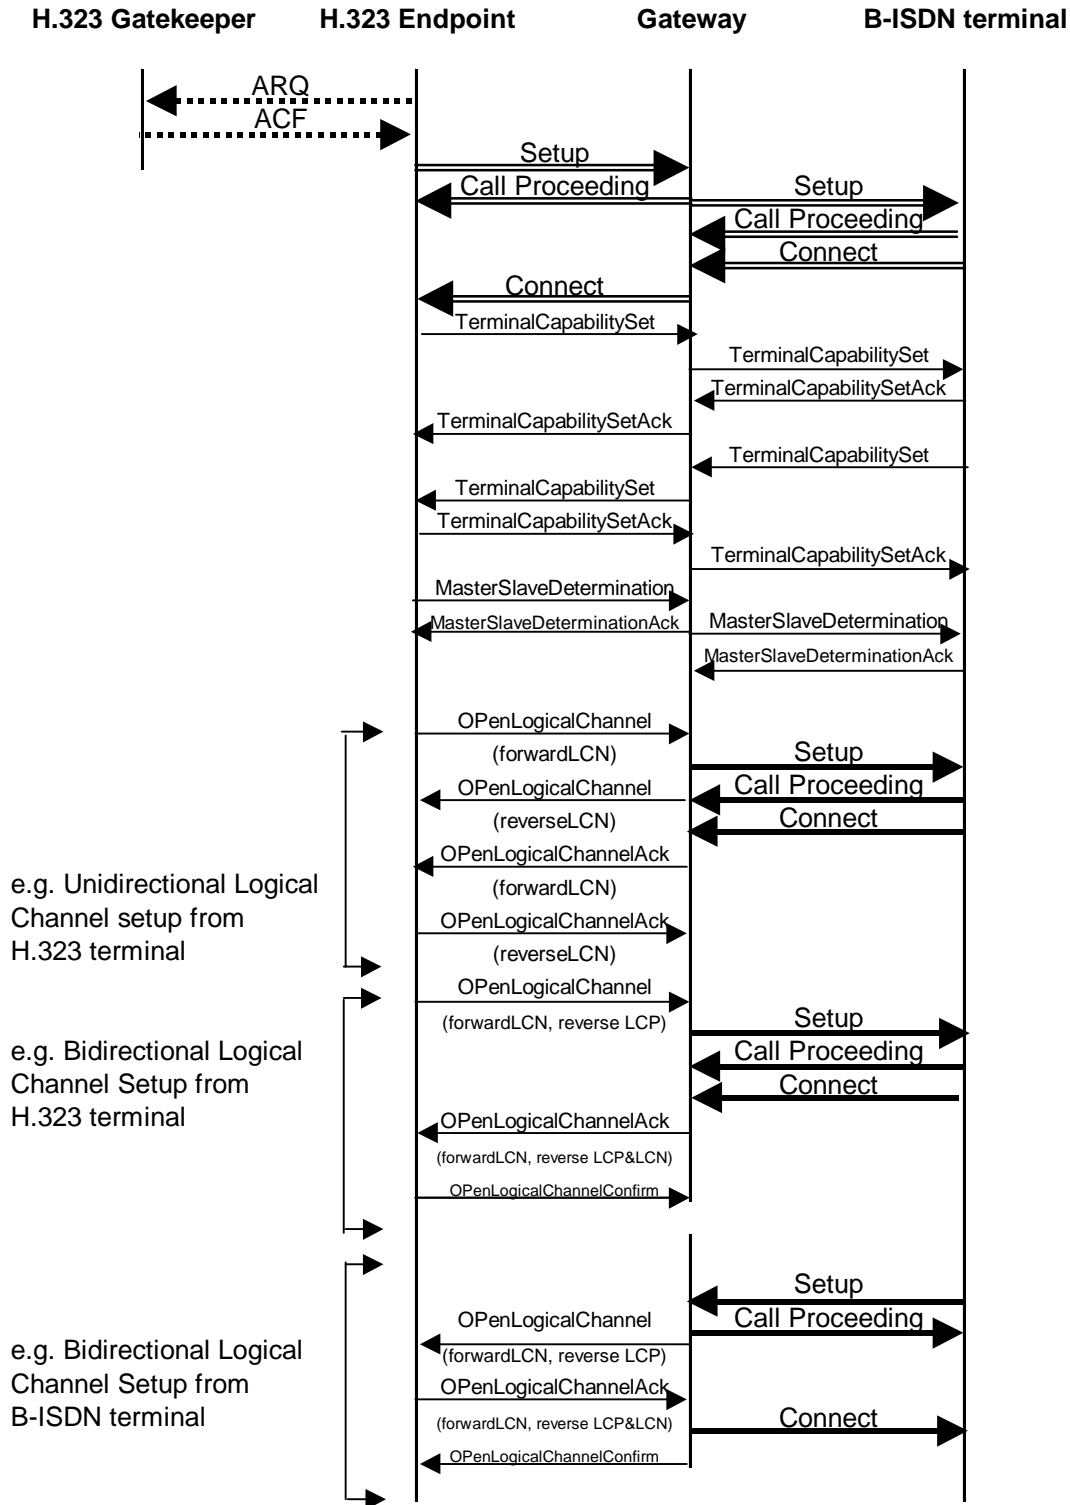 H.323 Gatekeeper H.323 Endpoint Gateway B-ISDN terminal
ARQ
ACF
Setup
Call Proceeding Setup
Call Proceeding
Connect
Connect
TerminalCapabilitySet
TerminalCapabilitySet
TerminalCapabilitySetAck
TerminalCapabilitySetAck
TerminalCapabilitySet
TerminalCapabilitySet
TerminalCapabilitySetAck
TerminalCapabilitySetAck
MasterSlaveDetermination
MasterSlaveDeterminationAck MasterSlaveDetermination
MasterSlaveDeterminationAck
OPenLogicalChannel
(forwardLCN) Setup
OPenLogicalChannel Call Proceeding
(reverseLCN) Connect
OPenLogicalChannelAck
(forwardLCN)
OPenLogicalChannelAck
(reverseLCN)
e.g. Unidirectional Logical
Channel setup from
H.323 terminal
OPenLogicalChannel
(forwardLCN, reverse LCP) Setup
Call Proceeding
Connect
e.g. Bidirectional Logical
Channel Setup from
H.323 terminal
OPenLogicalChannelAck
(forwardLCN, reverse LCP&LCN)
OPenLogicalChannelConfirm
Setup
OPenLogicalChannel Call Proceeding
(forwardLCN, reverse LCP)
e.g. Bidirectional Logical
Channel Setup from
B-ISDN terminal
OPenLogicalChannelAck
(forwardLCN, reverse LCP&LCN) Connect
OPenLogicalChannelConfirm